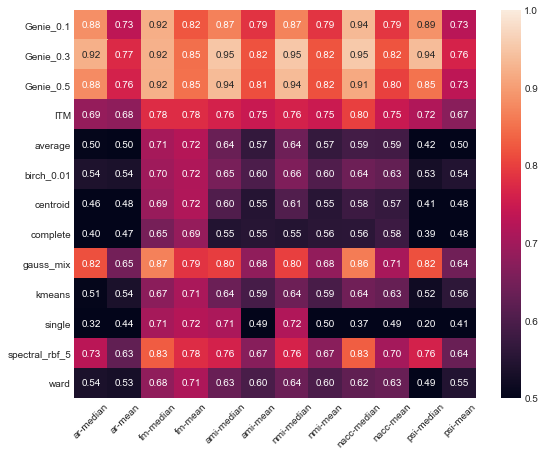 Genie_0.1 0.88 0.73 0.92 0.82 0.87 0.79 0.87 0.79 0.94 0.79 0.89 0.73
Genie_0.3 0.92 0.77 0.92 0.85 0.95 0.82 0.95 0.82 0.95 0.82 0.94 0.76
Genie_0.5 0.88 0.76 0.92 0.85 0.94 0.81 0.94 0.82 0.91 0.80 0.85 0.73
ITM 0.69 0.68 0.78 0.78 0.76 0.75 0.76 0.75 0.80 0.75 0.72 0.67
average 0.50 0.50 0.71 0.72 0.64 0.57 0.64 0.57 0.59 0.59 0.42 0.50
birch_0.01 0.54 0.54 0.70 0.72 0.65 0.60 0.66 0.60 0.64 0.63 0.53 0.54
centroid 0.46 0.48 0.69 0.72 0.60 0.55 0.61 0.55 0.58 0.57 0.41 0.48
complete 0.40 0.47 0.65 0.69 0.55 0.55 0.56 0.56 0.56 0.58 0.39 0.48
gauss_mix 0.82 0.65 0.87 0.79 0.80 0.68 0.80 0.68 0.86 0.71 0.82 0.64
kmeans 0.51 0.54 0.67 0.71 0.64 0.59 0.64 0.59 0.64 0.63 0.52 0.56
single 0.32 0.44 0.71 0.72 0.71 0.49 0.72 0.50 0.37 0.49 0.20 0.41
spectral_rbf_5 0.73 0.63 0.83 0.78 0.76 0.67 0.76 0.67 0.83 0.70 0.76 0.64
ward 0.54 0.53 0.68 0.71 0.63 0.60 0.64 0.60 0.62 0.63 0.49 0.55
ar-median ar-mean fm-median fm-mean ami-median ami-mean nmi-median nmi-mean nacc-median nacc-mean psi-median psi-mean
1.0
0.9
0.8
0.7
0.6
0.5